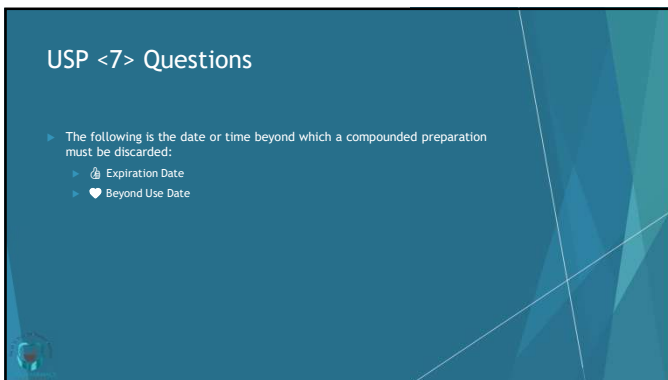 USP <7> Questions
The following is the date or time beyond which a compounded preparation
must be discarded:
👍 Expiration Date
♥ Beyond Use Date